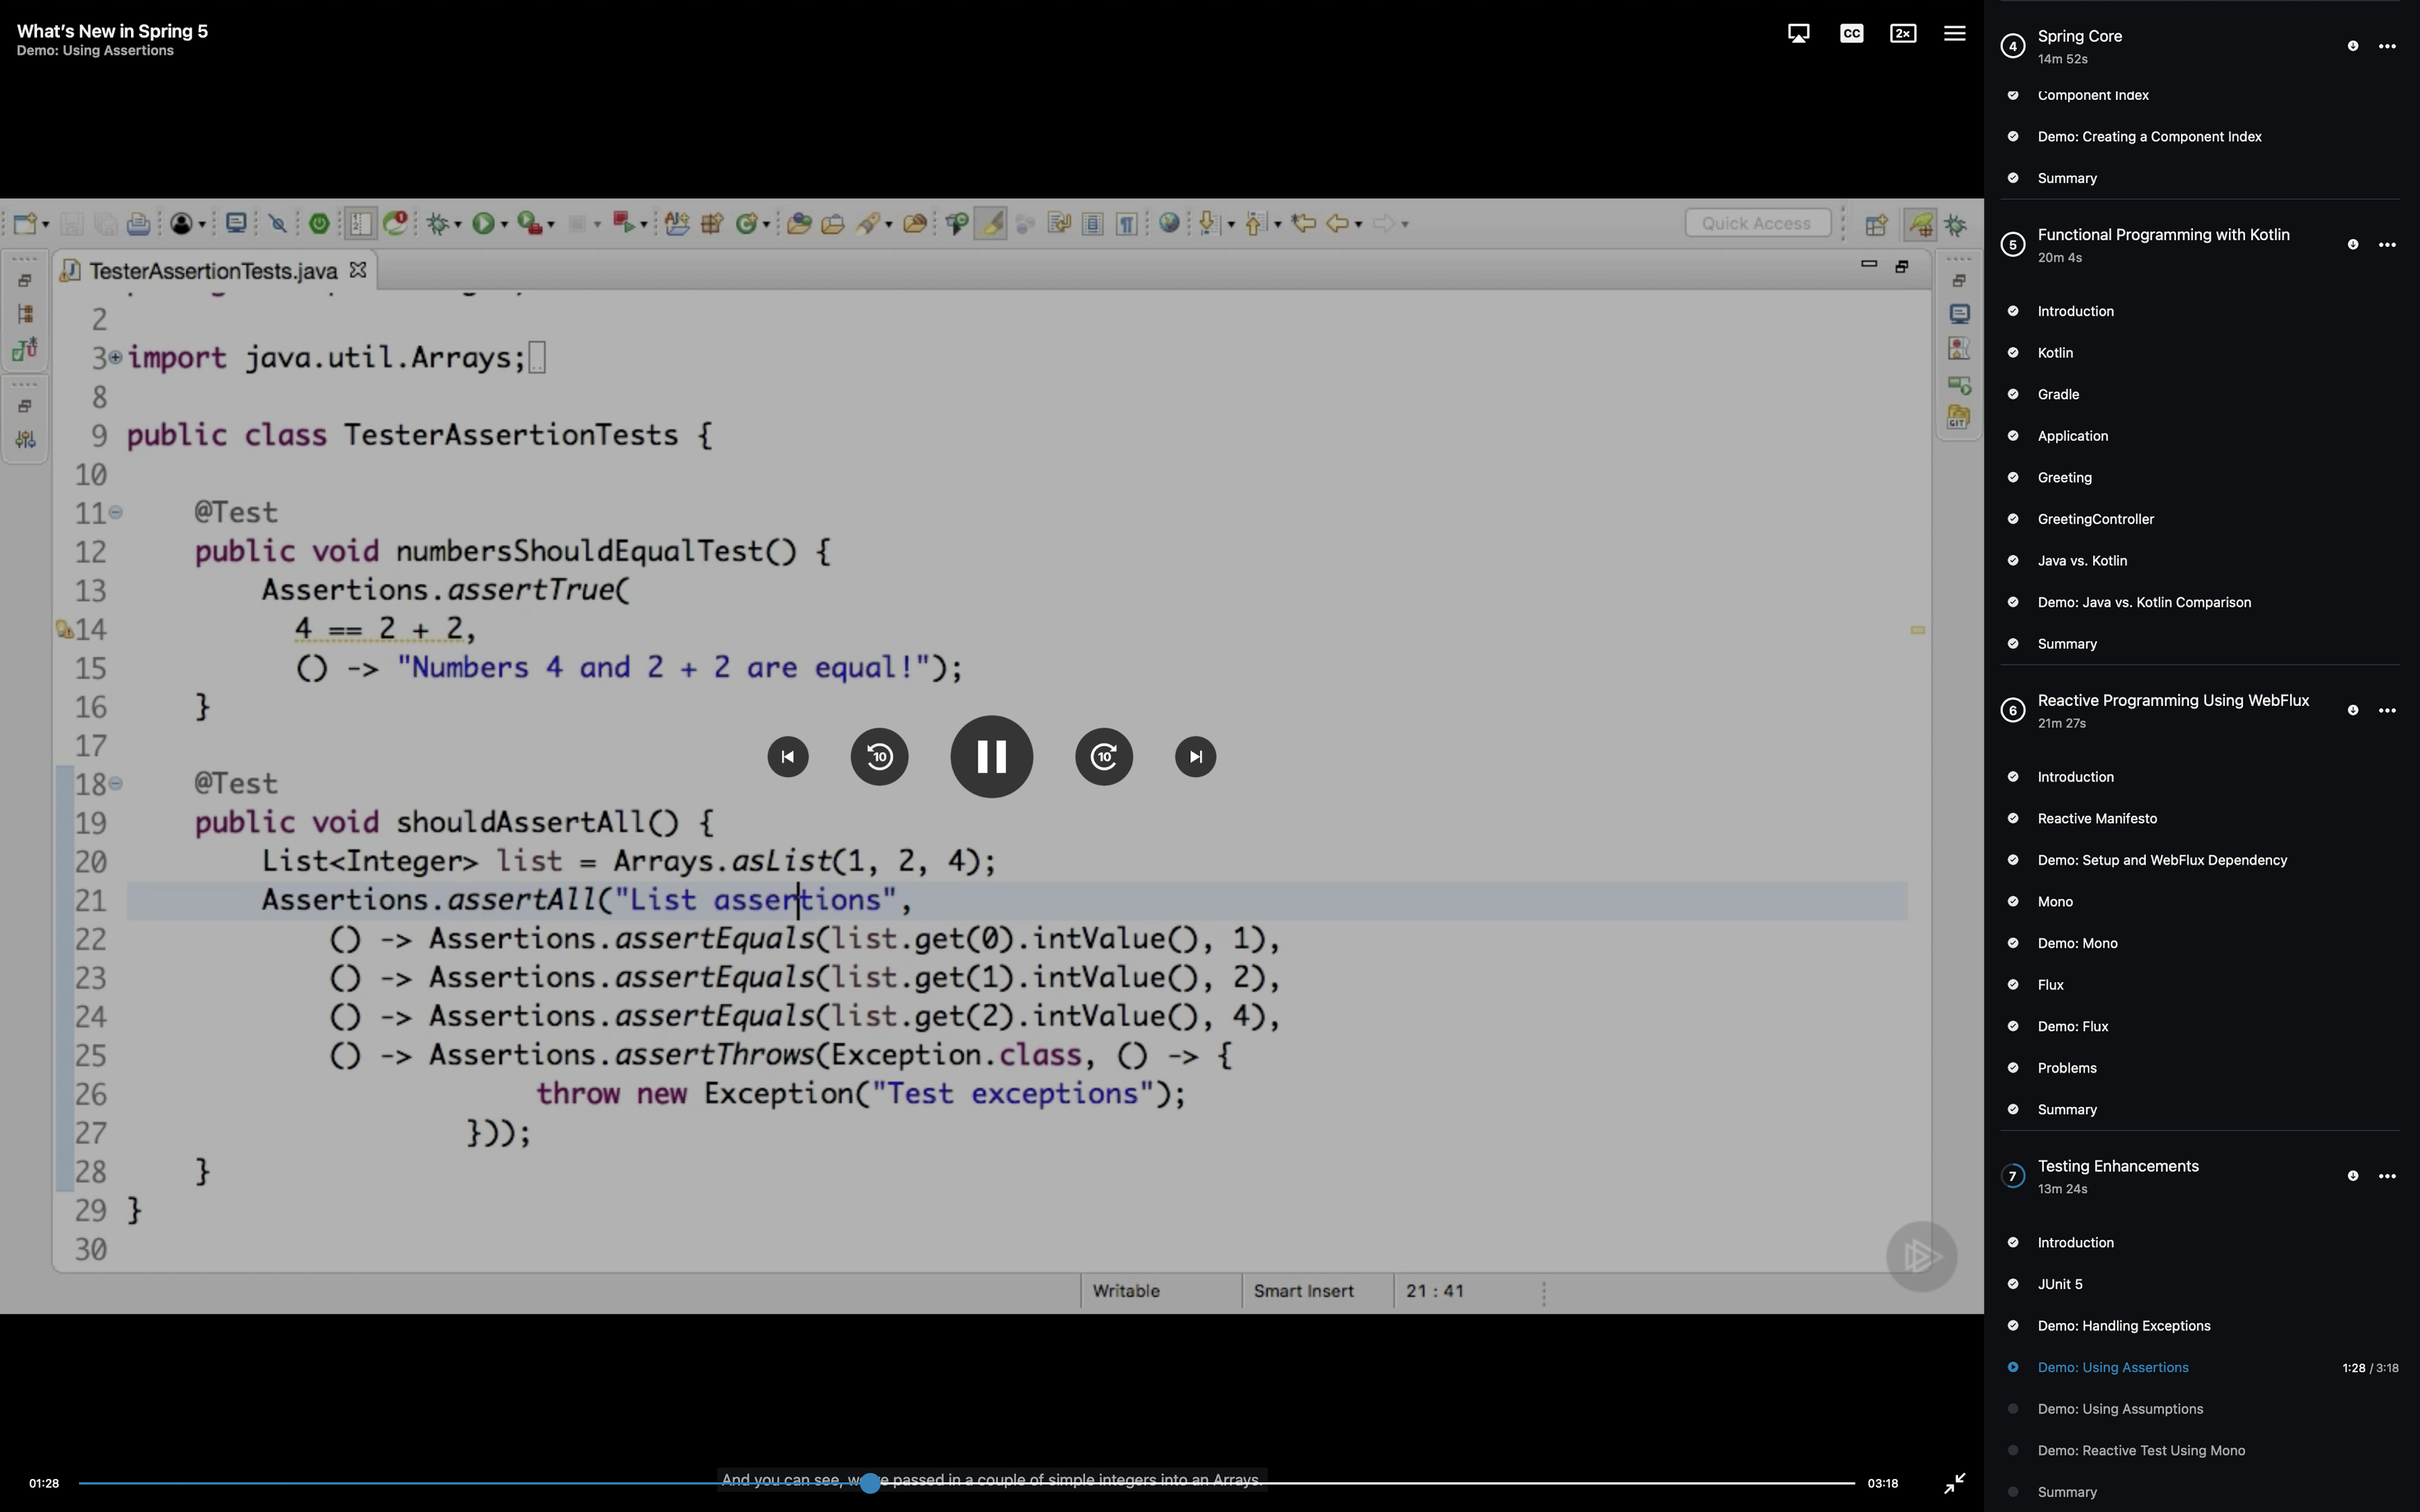 What's New in Spring 5
Demo: Using Assertions
CC
2×
Quick Access
TesterAssertionTests.java
2
3 import java.util.Arrays;
8
9 public class TesterAssertionTests {
10
11 @Test
12 public void numbersShouldEqualTest() {
13 Assertions.assertTrue(
14 4 == 2 + 2,
15 () -> "Numbers 4 and 2 + 2 are equal!");
16 }
17
18 @Test
19 public void shouldAssertAll() {
20 List<Integer> list = Arrays.asList(1, 2, 4);
21 Assertions.assertAll("List assertions",
22 () -> Assertions.assertEquals(list.get(0).intValue(), 1),
23 () -> Assertions.assertEquals(list.get(1).intValue(), 2),
24 () -> Assertions.assertEquals(list.get(2).intValue(), 4),
25 () -> Assertions.assertThrows(Exception.class, () -> {
26 throw new Exception("Test exceptions");
27 }));
28 }
29 }
30
10
10
GIT
Writable
Smart Insert
21 : 41
And you can see, we've passed in a couple of simple integers into an Arrays.
01:28
03:18
4
Spring Core
14m 52s
Component Index
Demo: Creating a Component Index
Summary
5
Functional Programming with Kotlin
20m 4s
Introduction
Kotlin
Gradle
Application
Greeting
GreetingController
Java vs. Kotlin
Demo: Java vs. Kotlin Comparison
Summary
6
Reactive Programming Using WebFlux
21m 27s
Introduction
Reactive Manifesto
Demo: Setup and WebFlux Dependency
Mono
Demo: Mono
Flux
Demo: Flux
Problems
Summary
7
Testing Enhancements
13m 24s
Introduction
JUnit 5
Demo: Handling Exceptions
Demo: Using Assertions
1:28 / 3:18
Demo: Using Assumptions
Demo: Reactive Test Using Mono
Summary